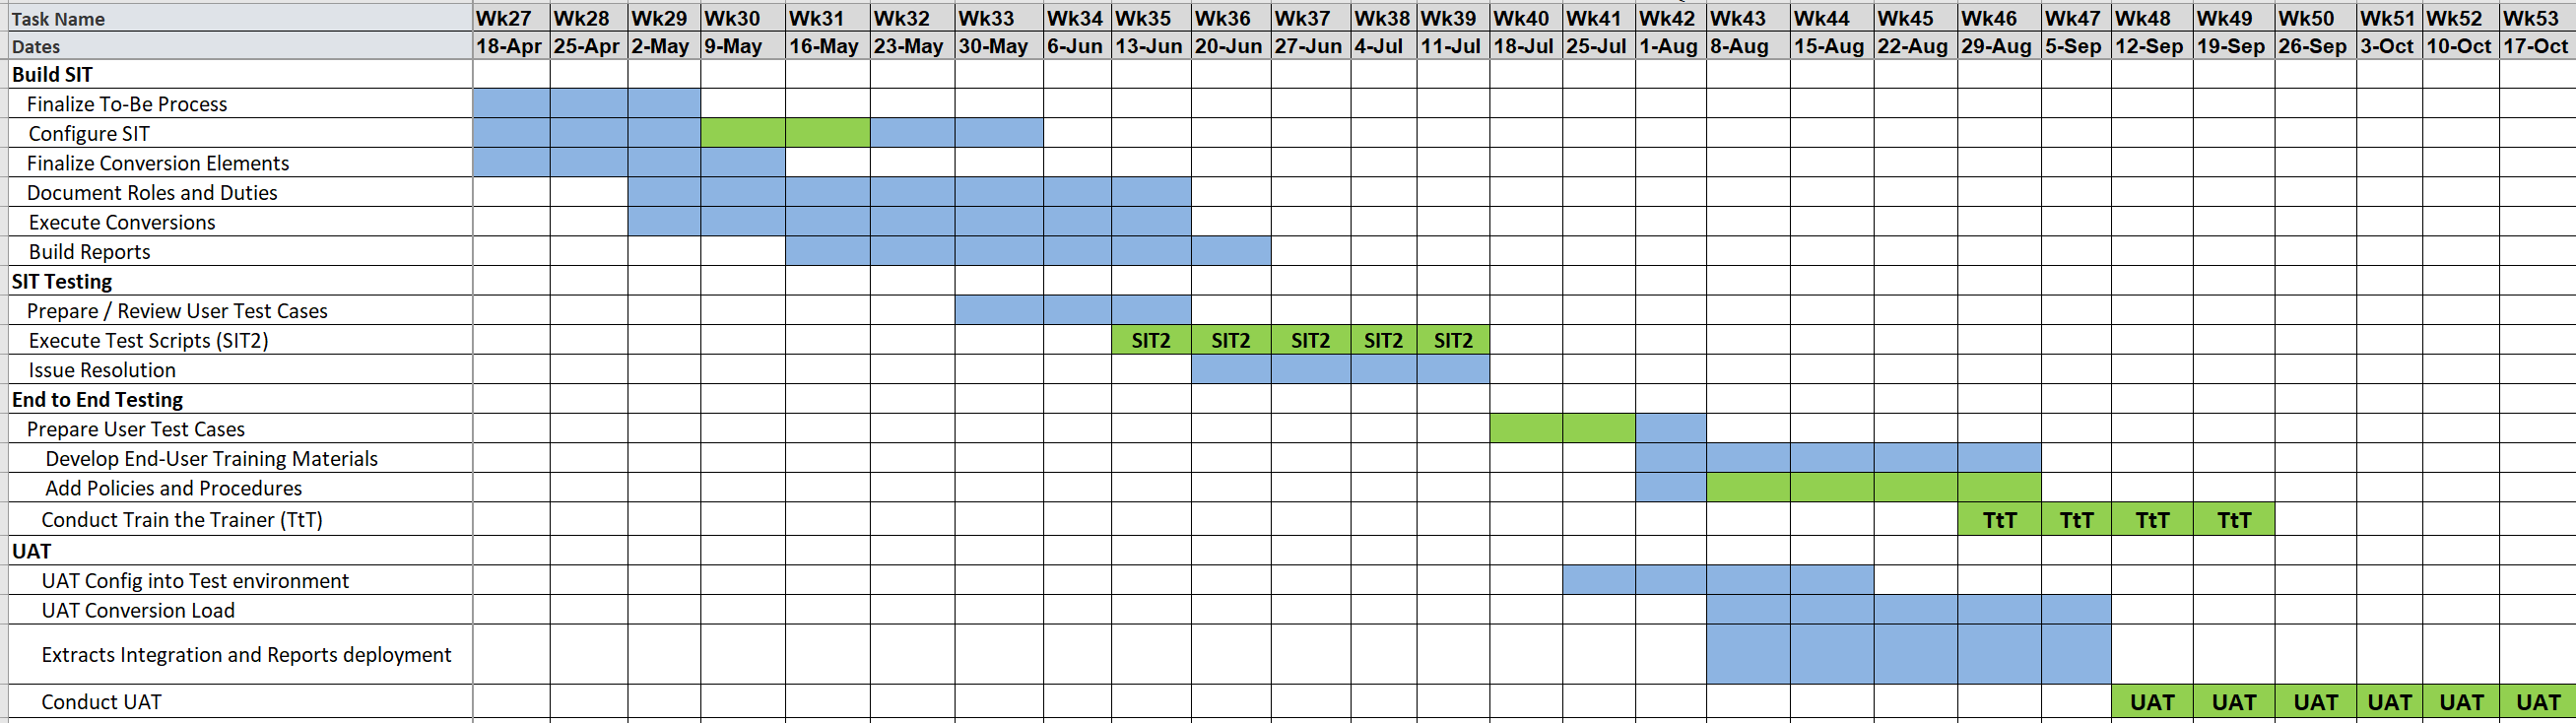 Task Name Wk27 Wk28 Wk29 Wk30 Wk31 Wk32 Wk33 Wk34 Wk35 Wk36 Wk37 Wk38 Wk39 Wk40 Wk41 Wk42 Wk43 Wk44 Wk45 Wk46 Wk47 Wk48 Wk49 Wk50 Wk51 Wk52 Wk53
Dates 18-Apr 25-Apr 2-May 9-May 16-May 23-May 30-May 6-Jun 13-Jun 20-Jun 27-Jun 4-Jul 11-Jul 18-Jul 25-Jul 1-Aug 8-Aug 15-Aug 22-Aug 29-Aug 5-Sep 12-Sep 19-Sep 26-Sep 3-Oct 10-Oct 17-Oct
Build SIT
Finalize To-Be Process
Configure SIT
Finalize Conversion Elements
Document Roles and Duties
Execute Conversions
Build Reports
SIT Testing
Prepare / Review User Test Cases
Execute Test Scripts (SIT2) SIT2 SIT2 SIT2 SIT2 SIT2
Issue Resolution
End to End Testing
Prepare User Test Cases
Develop End-User Training Materials
Add Policies and Procedures
Conduct Train the Trainer (TtT) TtT TtT TtT TtT
UAT
UAT Config into Test environment
UAT Conversion Load
Extracts Integration and Reports deployment
Conduct UAT UAT UAT UAT UAT UAT UAT